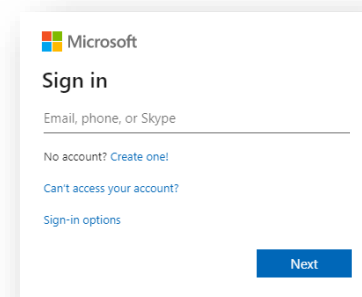 Microsoft
Sign in
Email, phone, or Skype
No account? Create one!
Can't access your account?
Sign-in options
Next